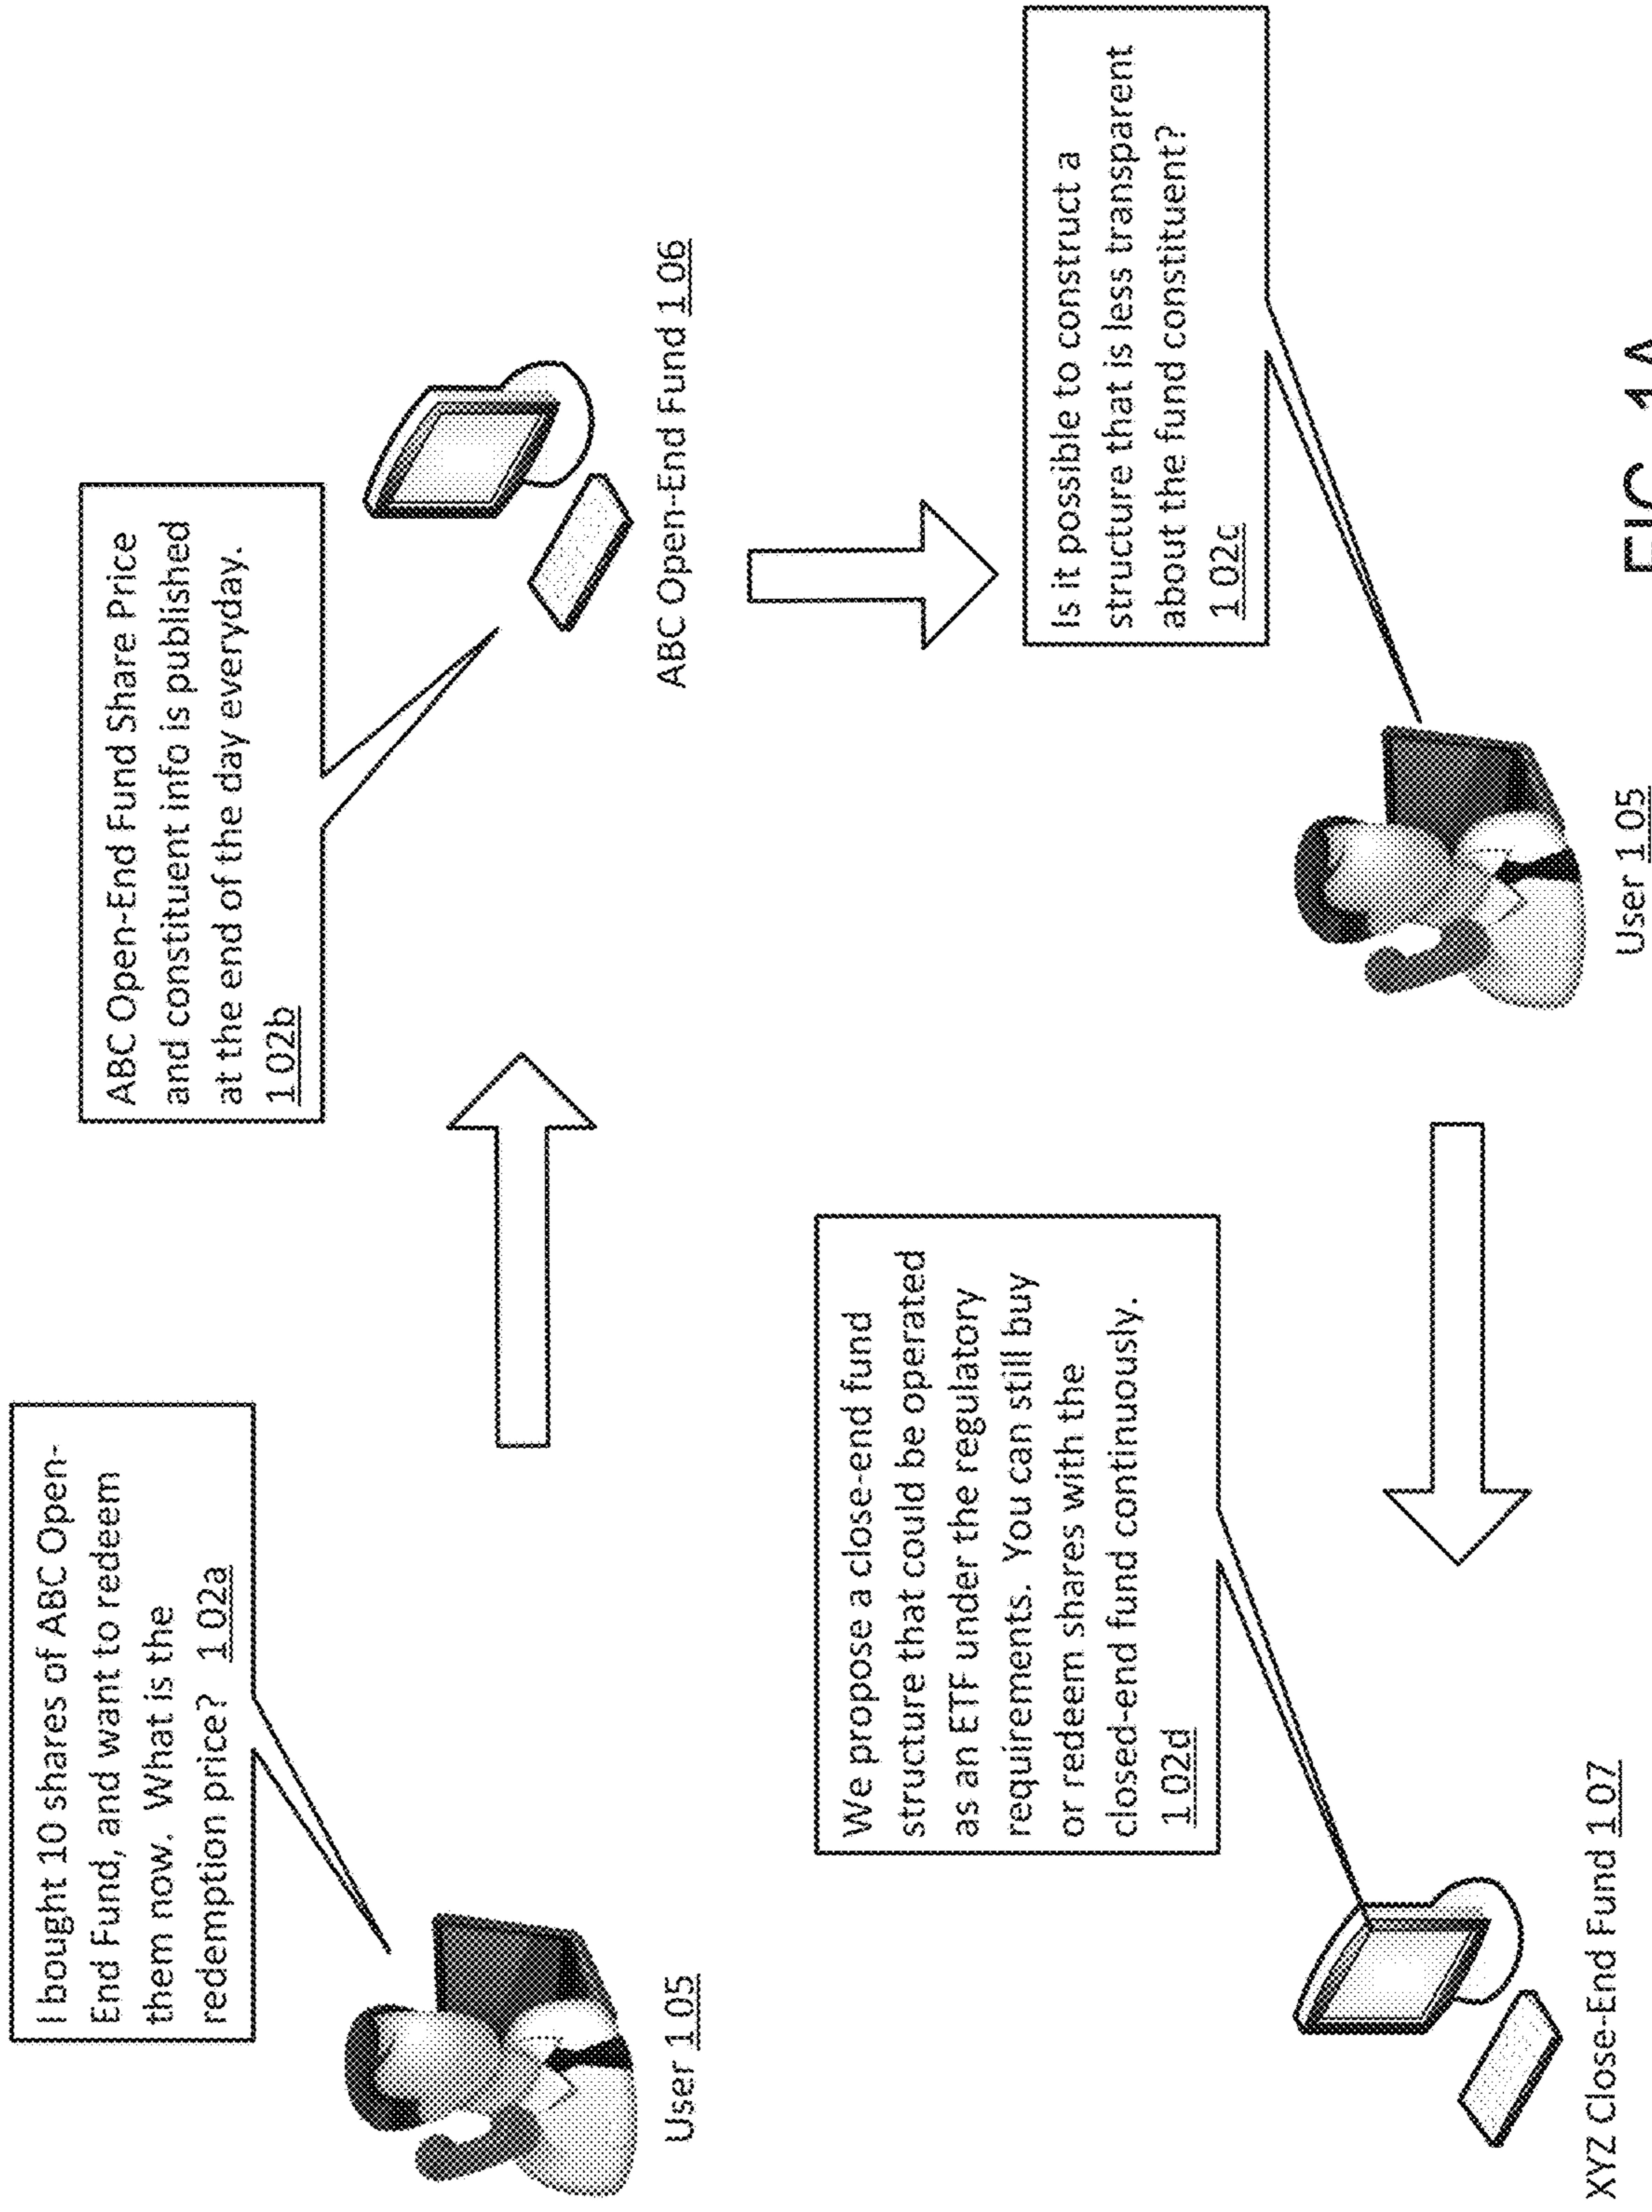 I bought 10 shares of ABC Open-
End Fund, and want to redeem
them now. What is the
redemption price? 102a
User 105
ABC Open-End Fund Share Price
and constituent info is published
at the end of the day everyday.
102b
ABC Open-End Fund 106
Is it possible to construct a
structure that is less transparent
about the fund constituent?
102c
User 105
We propose a close-end fund
structure that could be operated
as an ETF under the regulatory
requirements. You can still buy
or redeem shares with the
closed-end fund continuously.
102d
XYZ Close-End Fund 107
FIG. 1A